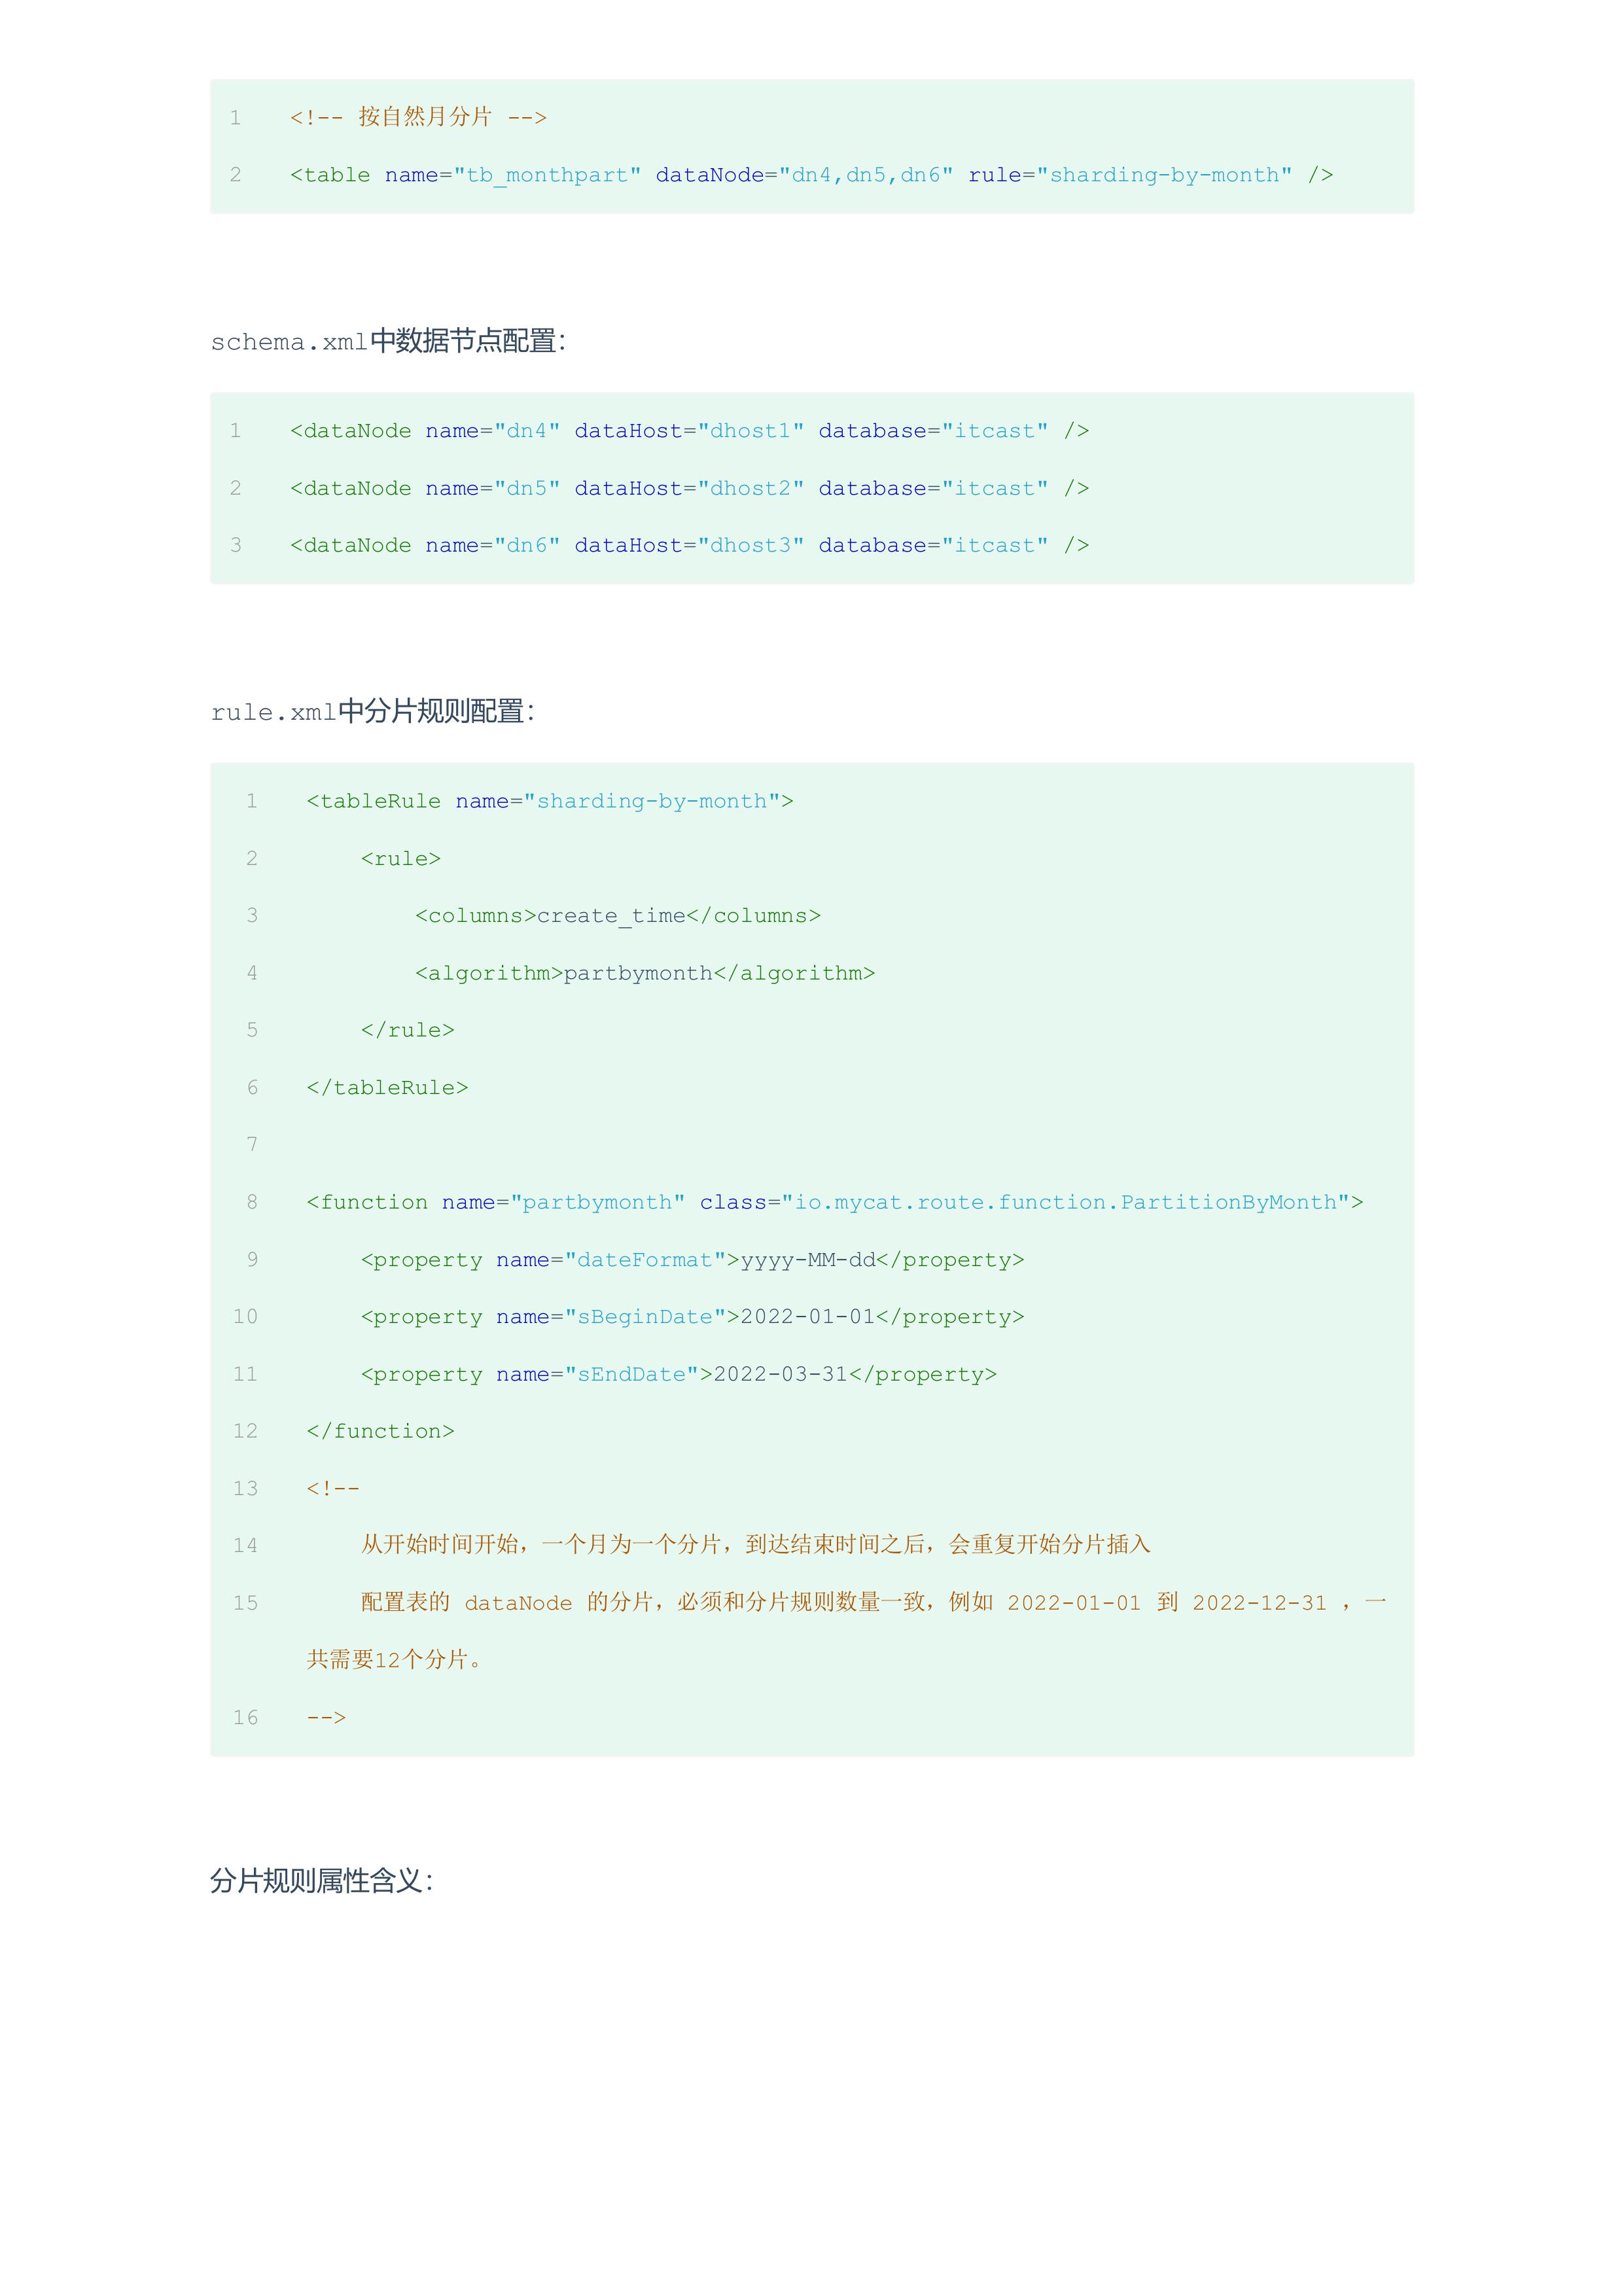 1 <!-- 按自然月分片 -->
2 <table name="tb_monthpart" dataNode="dn4,dn5,dn6" rule="sharding-by-month" />
schema.xml中数据节点配置：
1 <dataNode name="dn4" dataHost="dhost1" database="itcast" />
2 <dataNode name="dn5" dataHost="dhost2" database="itcast" />
3 <dataNode name="dn6" dataHost="dhost3" database="itcast" />
rule.xml中分片规则配置：
1 <tableRule name="sharding-by-month">
2     <rule>
3         <columns>create_time</columns>
4         <algorithm>partbymonth</algorithm>
5     </rule>
6 </tableRule>
7
8 <function name="partbymonth" class="io.mycat.route.function.PartitionByMonth">
9     <property name="dateFormat">yyyy-MM-dd</property>
10     <property name="sBeginDate">2022-01-01</property>
11     <property name="sEndDate">2022-03-31</property>
12 </function>
13 <!--
14     从开始时间开始，一个月为一个分片，到达结束时间之后，会重复开始分片插入
15     配置表的 dataNode 的分片，必须和分片规则数量一致，例如 2022-01-01 到 2022-12-31 ，一
共需要12个分片。
16 -->
分片规则属性含义：